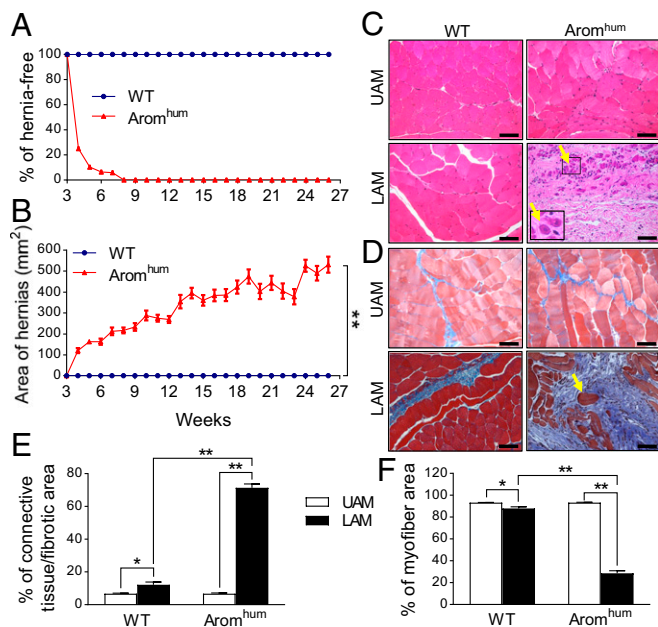 A
% of hernia-free
100
80
60
40
20
0
WT
Arom^hum
3 7 9 12 15 18 21 24 27
B
Area of hernias (mm²)
600
500
400
300
200
100
0
WT
Arom^hum
**
3 6 9 12 15 18 21 24 27
Weeks
C
WT Arom^hum
UAM
LAM
D
UAM
LAM
E
% of connective
tissue/fibrotic area
80
60
40
20
0
*
**
**
WT Arom^hum
UAM
LAM
F
% of myofiber area
120
100
80
60
40
20
0
*
**
**
WT Arom^hum